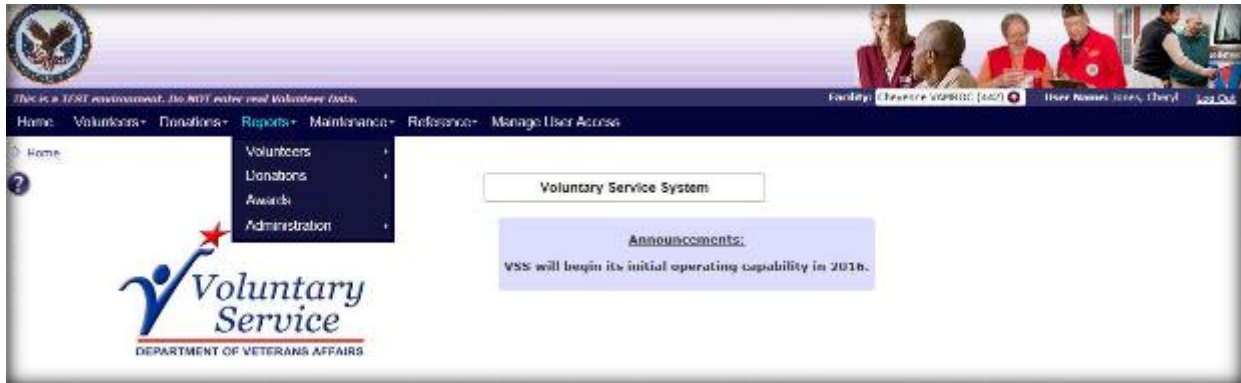 This is a TEST environment. Do NOT enter real Volunteer Data.
Facility: Cheyenne VAMROC (442) User Name: Jones, Cheryl Log Out
Home Volunteers Donations Reports Maintenance Reference Manage User Access
Home
Volunteers
Donations
Awards
Administration
Voluntary Service System
Announcements:
VSS will begin its initial operating capability in 2016.
Voluntary
Service
DEPARTMENT OF VETERANS AFFAIRS